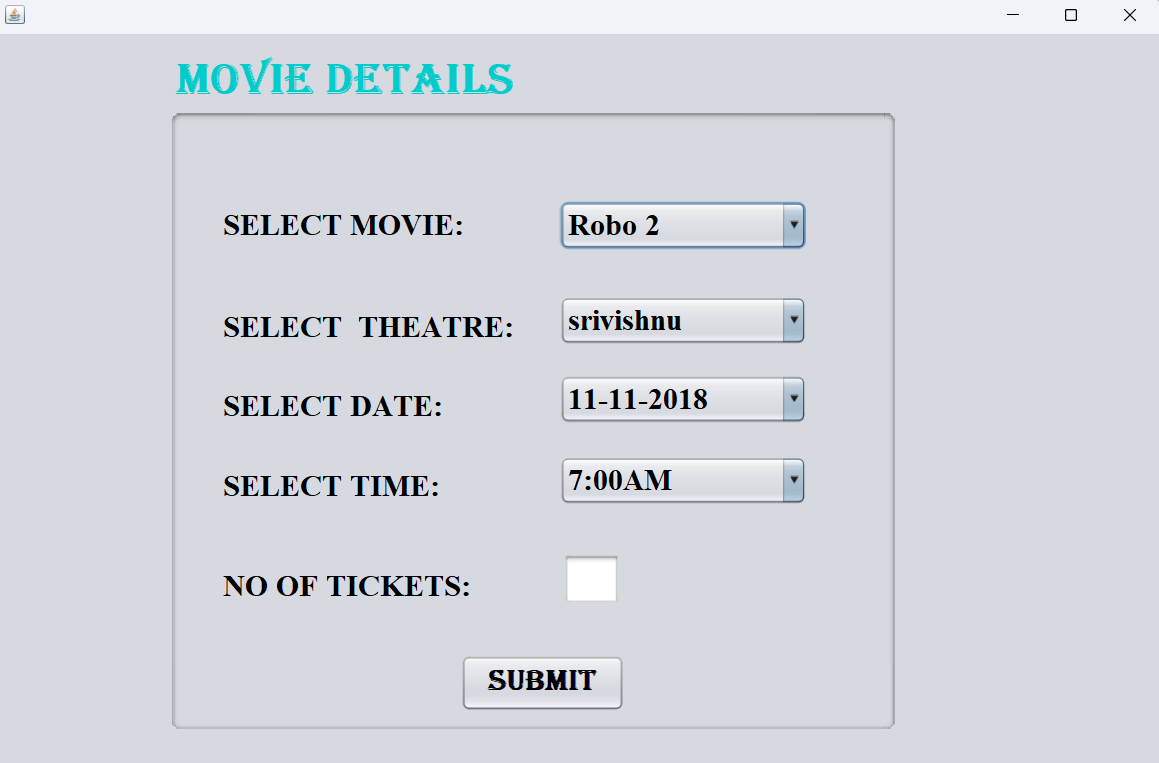 MOVIE DETAILS
SELECT MOVIE: Robo 2
SELECT  THEATRE: srivishnu
SELECT DATE: 11-11-2018
SELECT TIME: 7:00AM
NO OF TICKETS:
SUBMIT